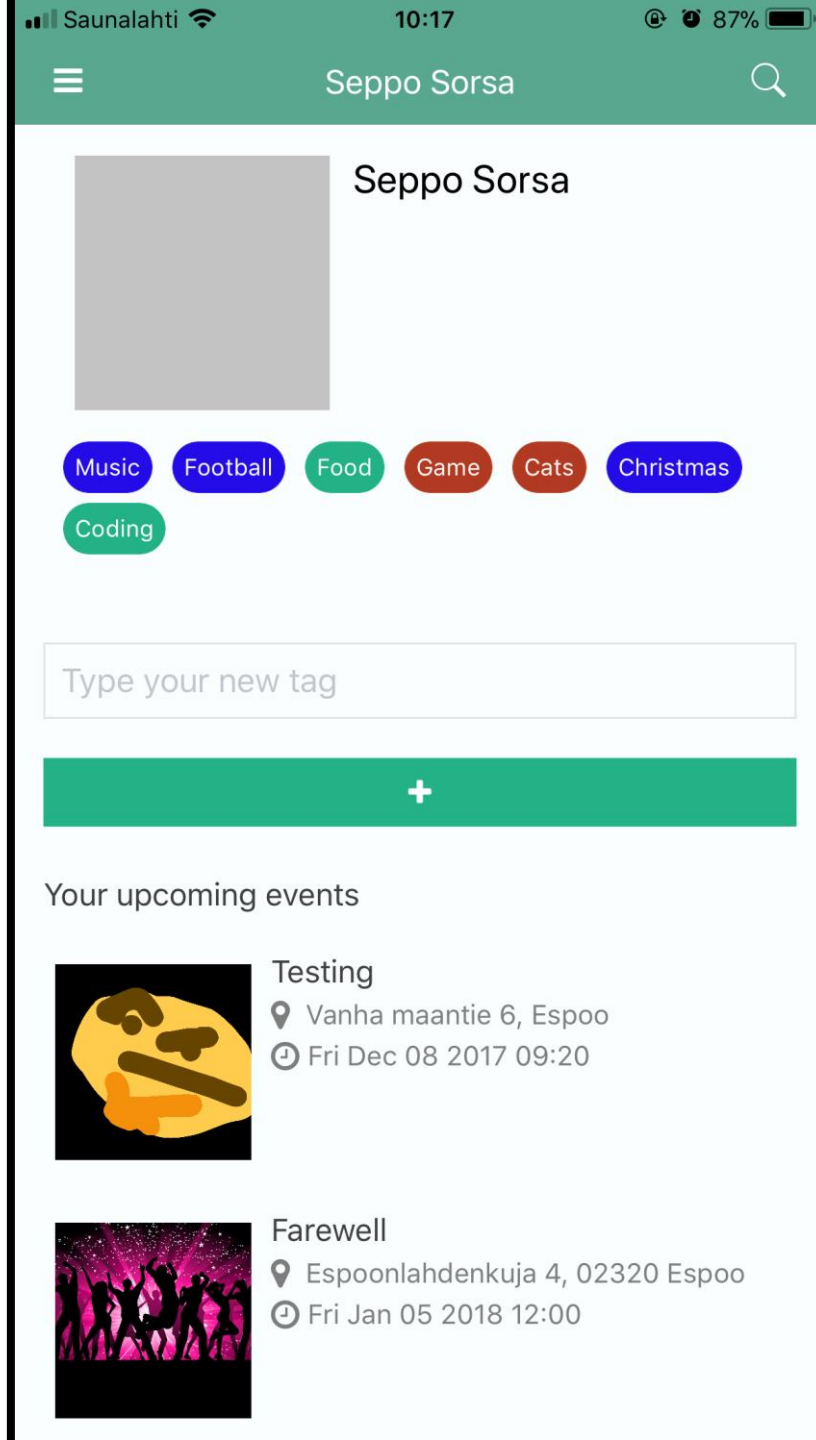 Saunalahti 10:17 87%
Seppo Sorsa
Seppo Sorsa
Music Football Food Game Cats Christmas
Coding
Type your new tag
+
Your upcoming events
Testing
Vanha maantie 6, Espoo
Fri Dec 08 2017 09:20
Farewell
Espoonlahdenkuja 4, 02320 Espoo
Fri Jan 05 2018 12:00